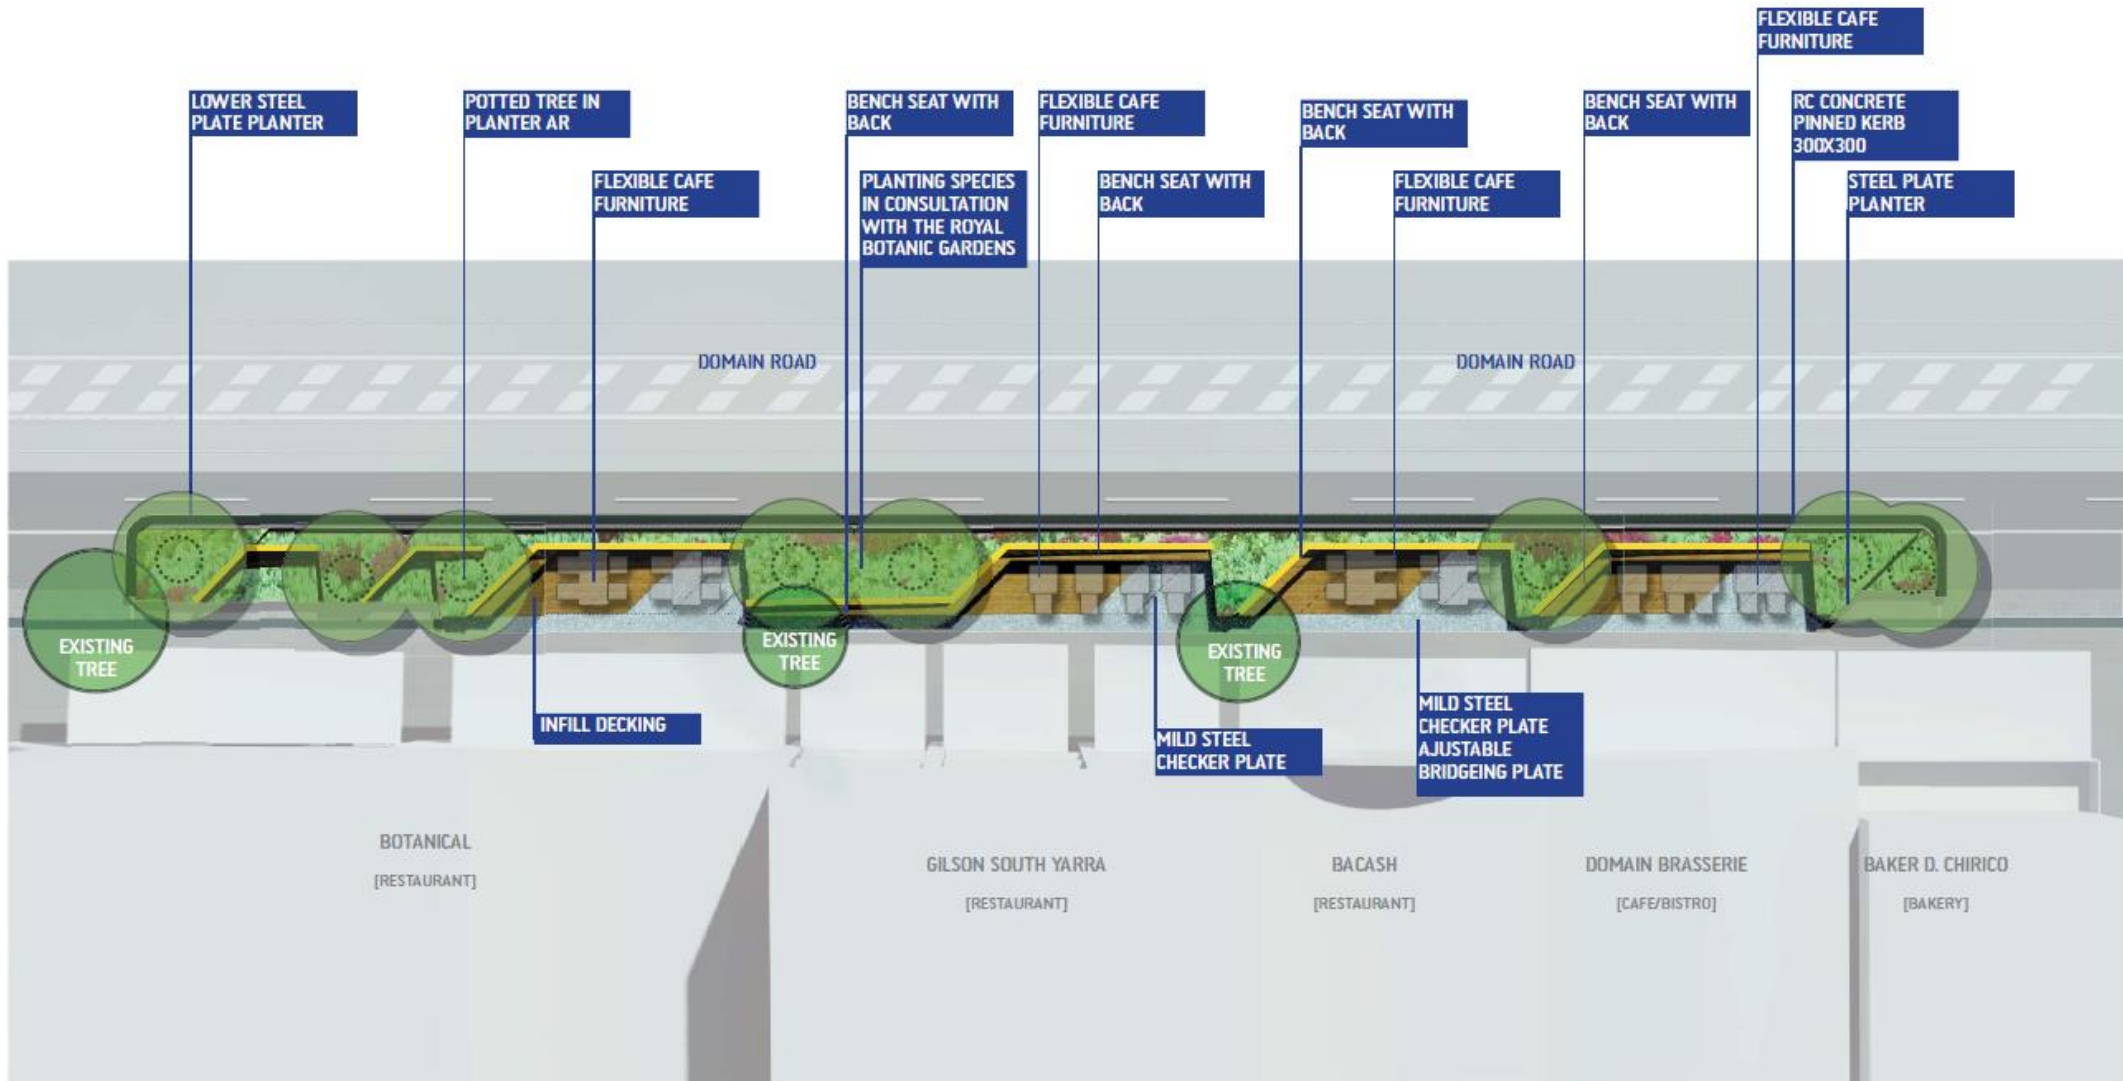 FLEXIBLE CAFE
FURNITURE
LOWER STEEL
PLATE PLANTER
POTTED TREE IN
PLANTER AR
BENCH SEAT WITH
BACK
FLEXIBLE CAFE
FURNITURE
BENCH SEAT WITH
BACK
BENCH SEAT WITH
BACK
RC CONCRETE
PINNED KERB
300X300
FLEXIBLE CAFE
FURNITURE
PLANTING SPECIES
IN CONSULTATION
WITH THE ROYAL
BOTANIC GARDENS
BENCH SEAT WITH
BACK
FLEXIBLE CAFE
FURNITURE
STEEL PLATE
PLANTER
DOMAIN ROAD
DOMAIN ROAD
EXISTING
TREE
EXISTING
TREE
EXISTING
TREE
INFILL DECKING
MILD STEEL
CHECKER PLATE
MILD STEEL
CHECKER PLATE
AJUSTABLE
BRIDGEING PLATE
BOTANICAL
[RESTAURANT]
GILSON SOUTH YARRA
[RESTAURANT]
BACASH
[RESTAURANT]
DOMAIN BRASSERIE
[CAFE/BISTRO]
BAKER D. CHIRICO
[BAKERY]